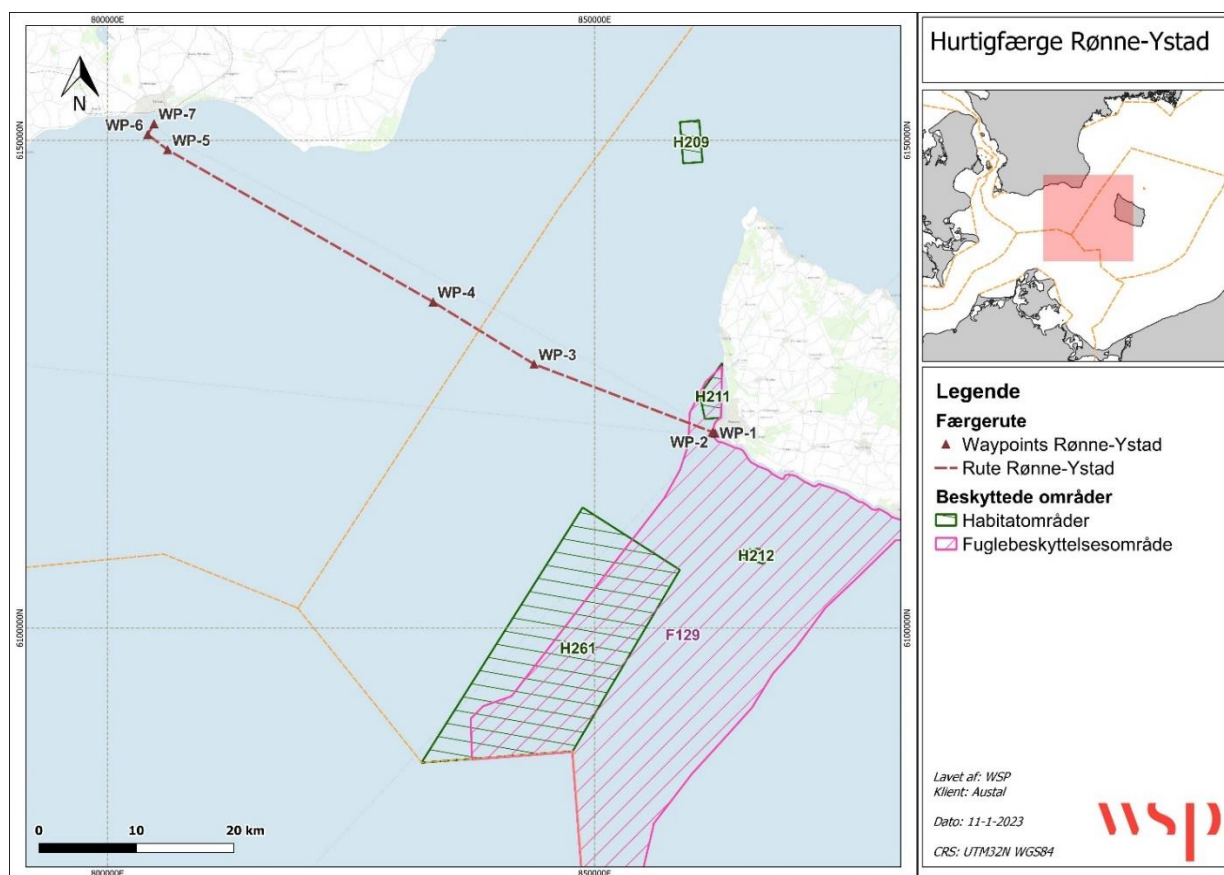 800000E
850000E
Hurtigfærge Rønne-Ystad
N
WP-7
WP-6
WP-5
6150000N
6150000N
H209
WP-4
WP-3
H211
WP-2
WP-1
H212
6100000N
6100000N
F129
H261
0
10
20 km
800000E
850000E
Legende
Færgerute
Waypoints Rønne-Ystad
Rute Rønne-Ystad
Beskyttede områder
Habitatområder
Fuglebeskyttelsesområde
Lavet af: WSP
Klient: Austal
Dato: 11-1-2023
CRS: UTM32N WGS84
wsp